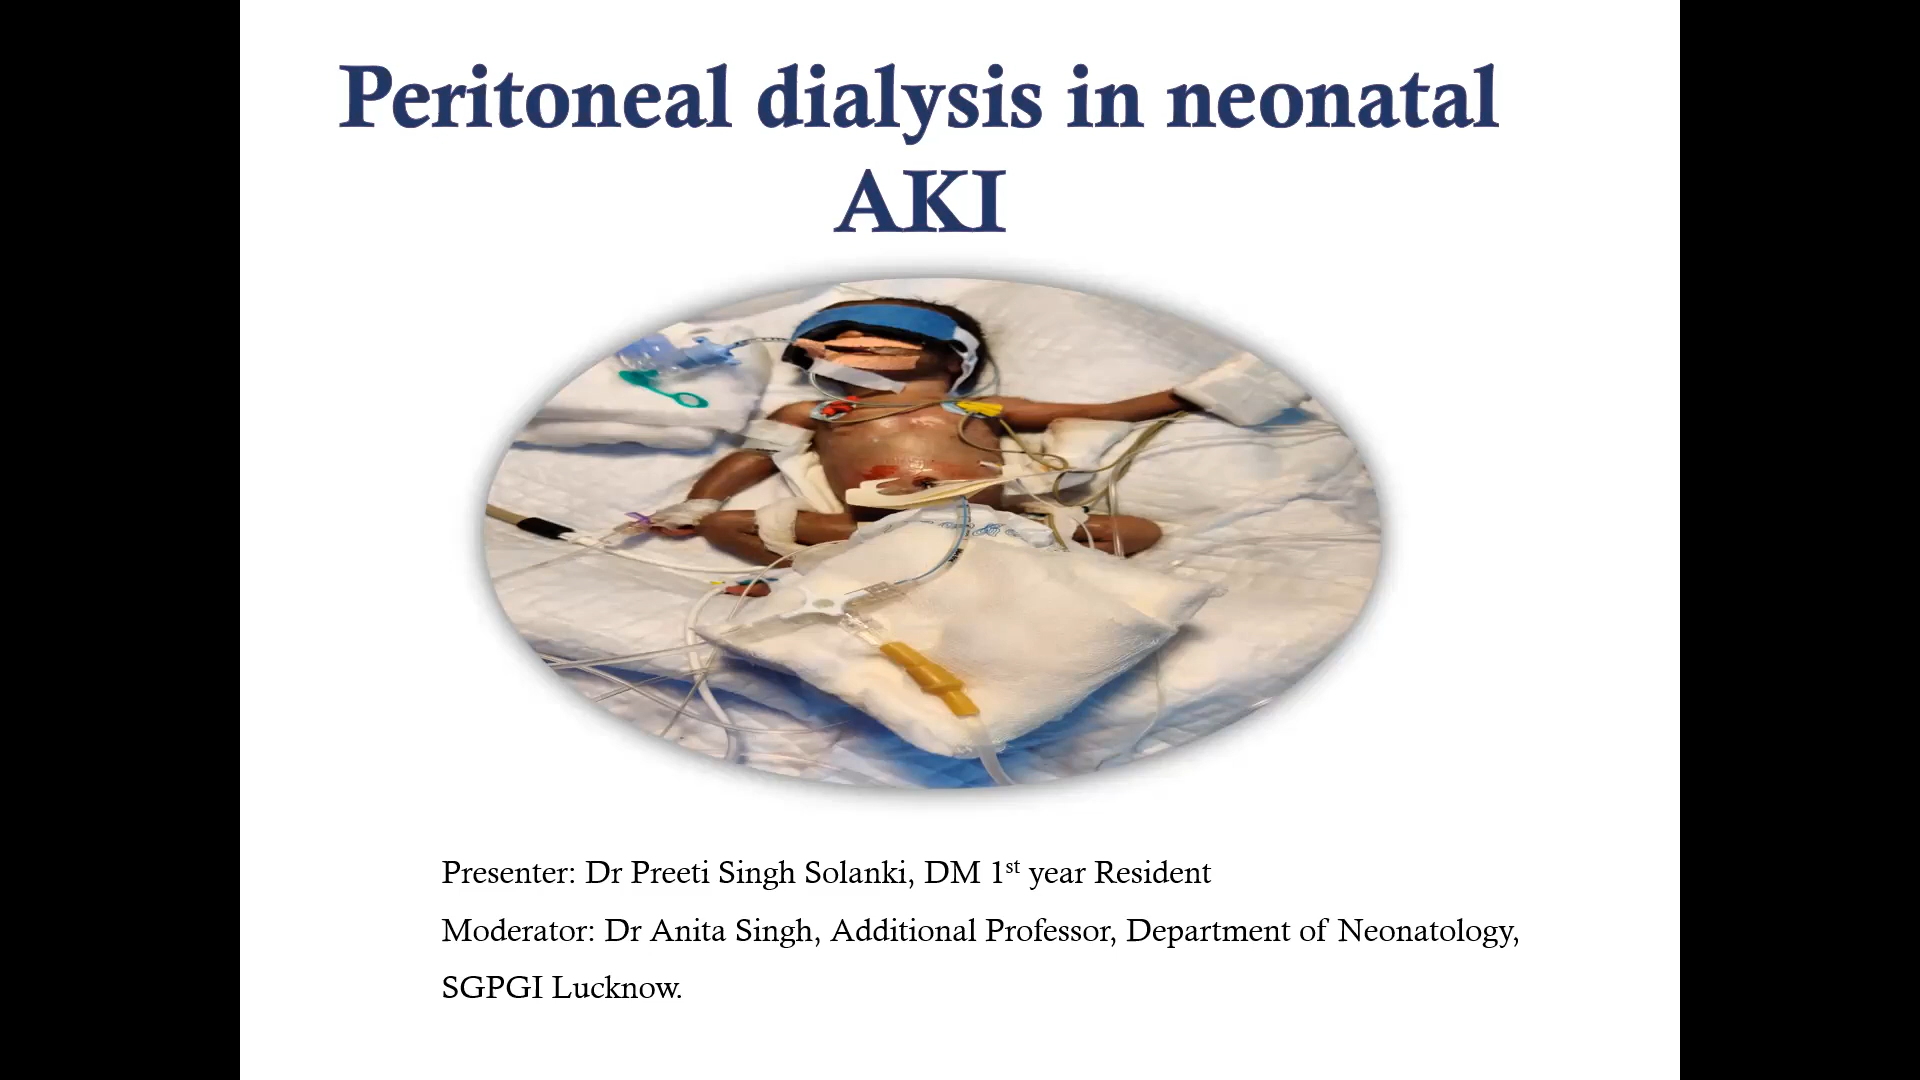 Peritoneal dialysis in neonatal
AKI
Presenter: Dr Preeti Singh Solanki, DM 1st year Resident
Moderator: Dr Anita Singh, Additional Professor, Department of Neonatology,
SGPGI Lucknow.